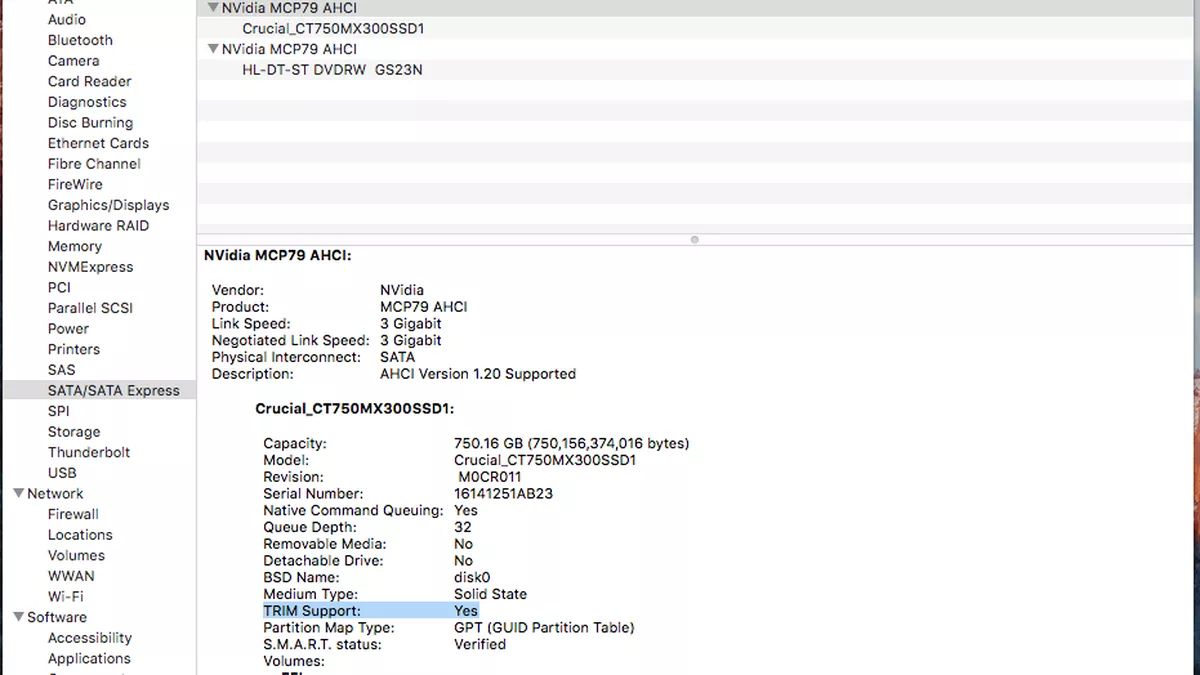 ATA
Audio
Bluetooth
Camera
Card Reader
Diagnostics
Disc Burning
Ethernet Cards
Fibre Channel
FireWire
Graphics/Displays
Hardware RAID
Memory
NVMExpress
PCI
Parallel SCSI
Power
Printers
SAS
SATA/SATA Express
SPI
Storage
Thunderbolt
USB
Network
Firewall
Locations
Volumes
WWAN
Wi-Fi
Software
Accessibility
Applications
NVidia MCP79 AHCI
Crucial_CT750MX300SSD1
NVidia MCP79 AHCI
HL-DT-ST DVDRW GS23N
NVidia MCP79 AHCI:
Vendor: NVidia
Product: MCP79 AHCI
Link Speed: 3 Gigabit
Negotiated Link Speed: 3 Gigabit
Physical Interconnect: SATA
Description: AHCI Version 1.20 Supported
Crucial_CT750MX300SSD1:
Capacity: 750.16 GB (750,156,374,016 bytes)
Model: Crucial_CT750MX300SSD1
Revision: M0CR011
Serial Number: 16141251AB23
Native Command Queuing: Yes
Queue Depth: 32
Removable Media: No
Detachable Drive: No
BSD Name: disk0
Medium Type: Solid State
TRIM Support: Yes
Partition Map Type: GPT (GUID Partition Table)
S.M.A.R.T. status: Verified
Volumes: